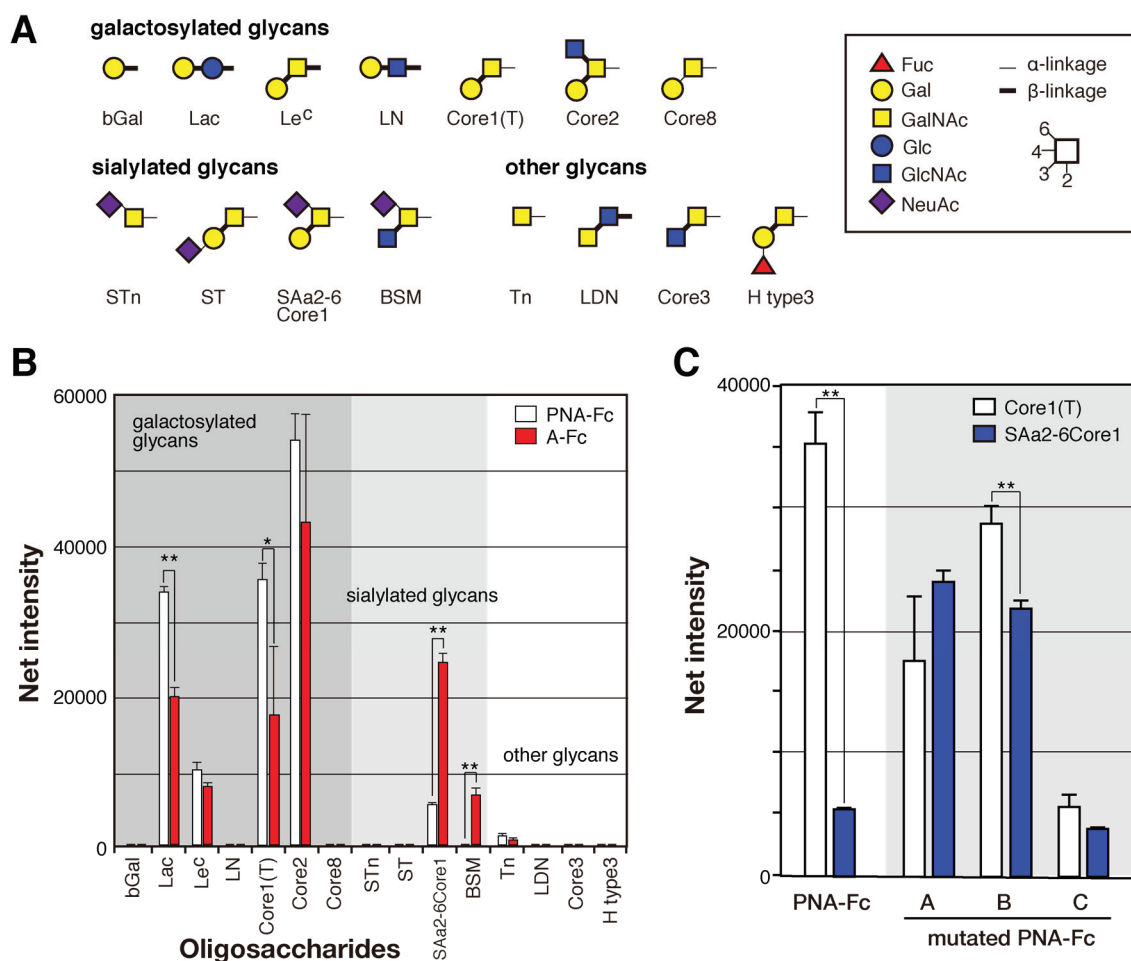 A
galactosylated glycans
bGal Lac Leᶜ LN Core1(T) Core2 Core8
sialylated glycans
other glycans
STn ST SAa2-6 Core1 BSM Tn LDN Core3 H type3
Fuc
Gal
GalNAc
Glc
GlcNAc
NeuAc
α-linkage
β-linkage
6
4
3
2
B
Net intensity
60000
40000
20000
0
galactosylated
glycans
PNA-Fc
A-Fc
**
*
sialylated glycans
**
**
other glycans
bGal
Lac
Leᶜ
LN
Core1(T)
Core2
Core8
STn
ST
SAa2-6Core1
BSM
Tn
LDN
Core3
H type3
Oligosaccharides
C
Net intensity
40000
20000
0
**
Core1(T)
SAa2-6Core1
**
PNA-Fc A B C
mutated PNA-Fc